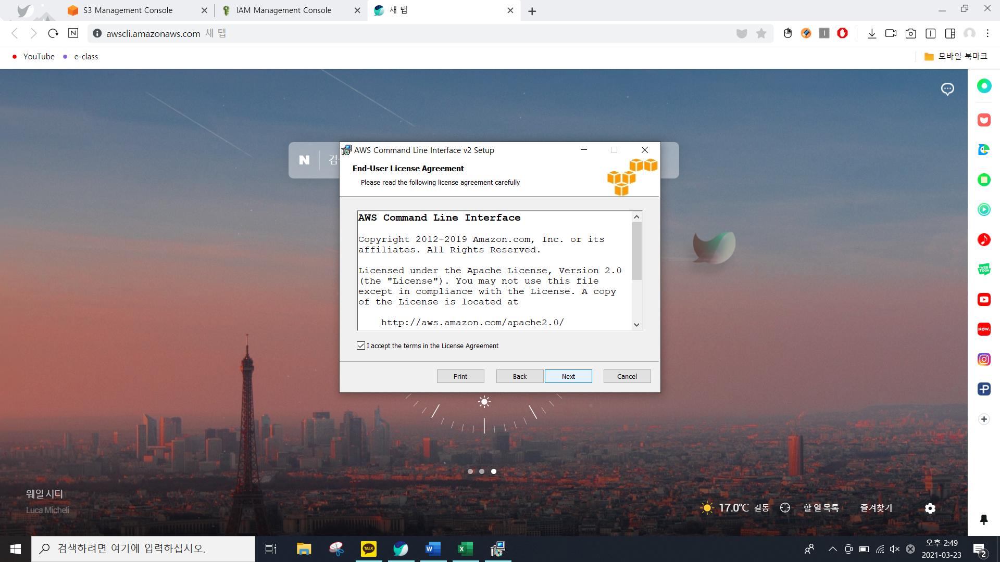 S3 Management Console
IAM Management Console
새 탭
awscli.amazonaws.com 새 탭
YouTube
e-class
모바일 북마크
AWS Command Line Interface v2 Setup
End-User License Agreement
Please read the following license agreement carefully
AWS Command Line Interface
Copyright 2012-2019 Amazon.com, Inc. or its
affiliates. All Rights Reserved.
Licensed under the Apache License, Version 2.0
(the "License"). You may not use this file
except in compliance with the License. A copy
of the License is located at
http://aws.amazon.com/apache2.0/
I accept the terms in the License Agreement
Print
Back
Next
Cancel
N
WEB
TOON
NOW.
웨일 시티
Luca Micheli
17.0℃ 길동
할 일 목록
즐겨찾기
검색하려면 여기에 입력하십시오.
TALK
오후 2:49
2021-03-23
2